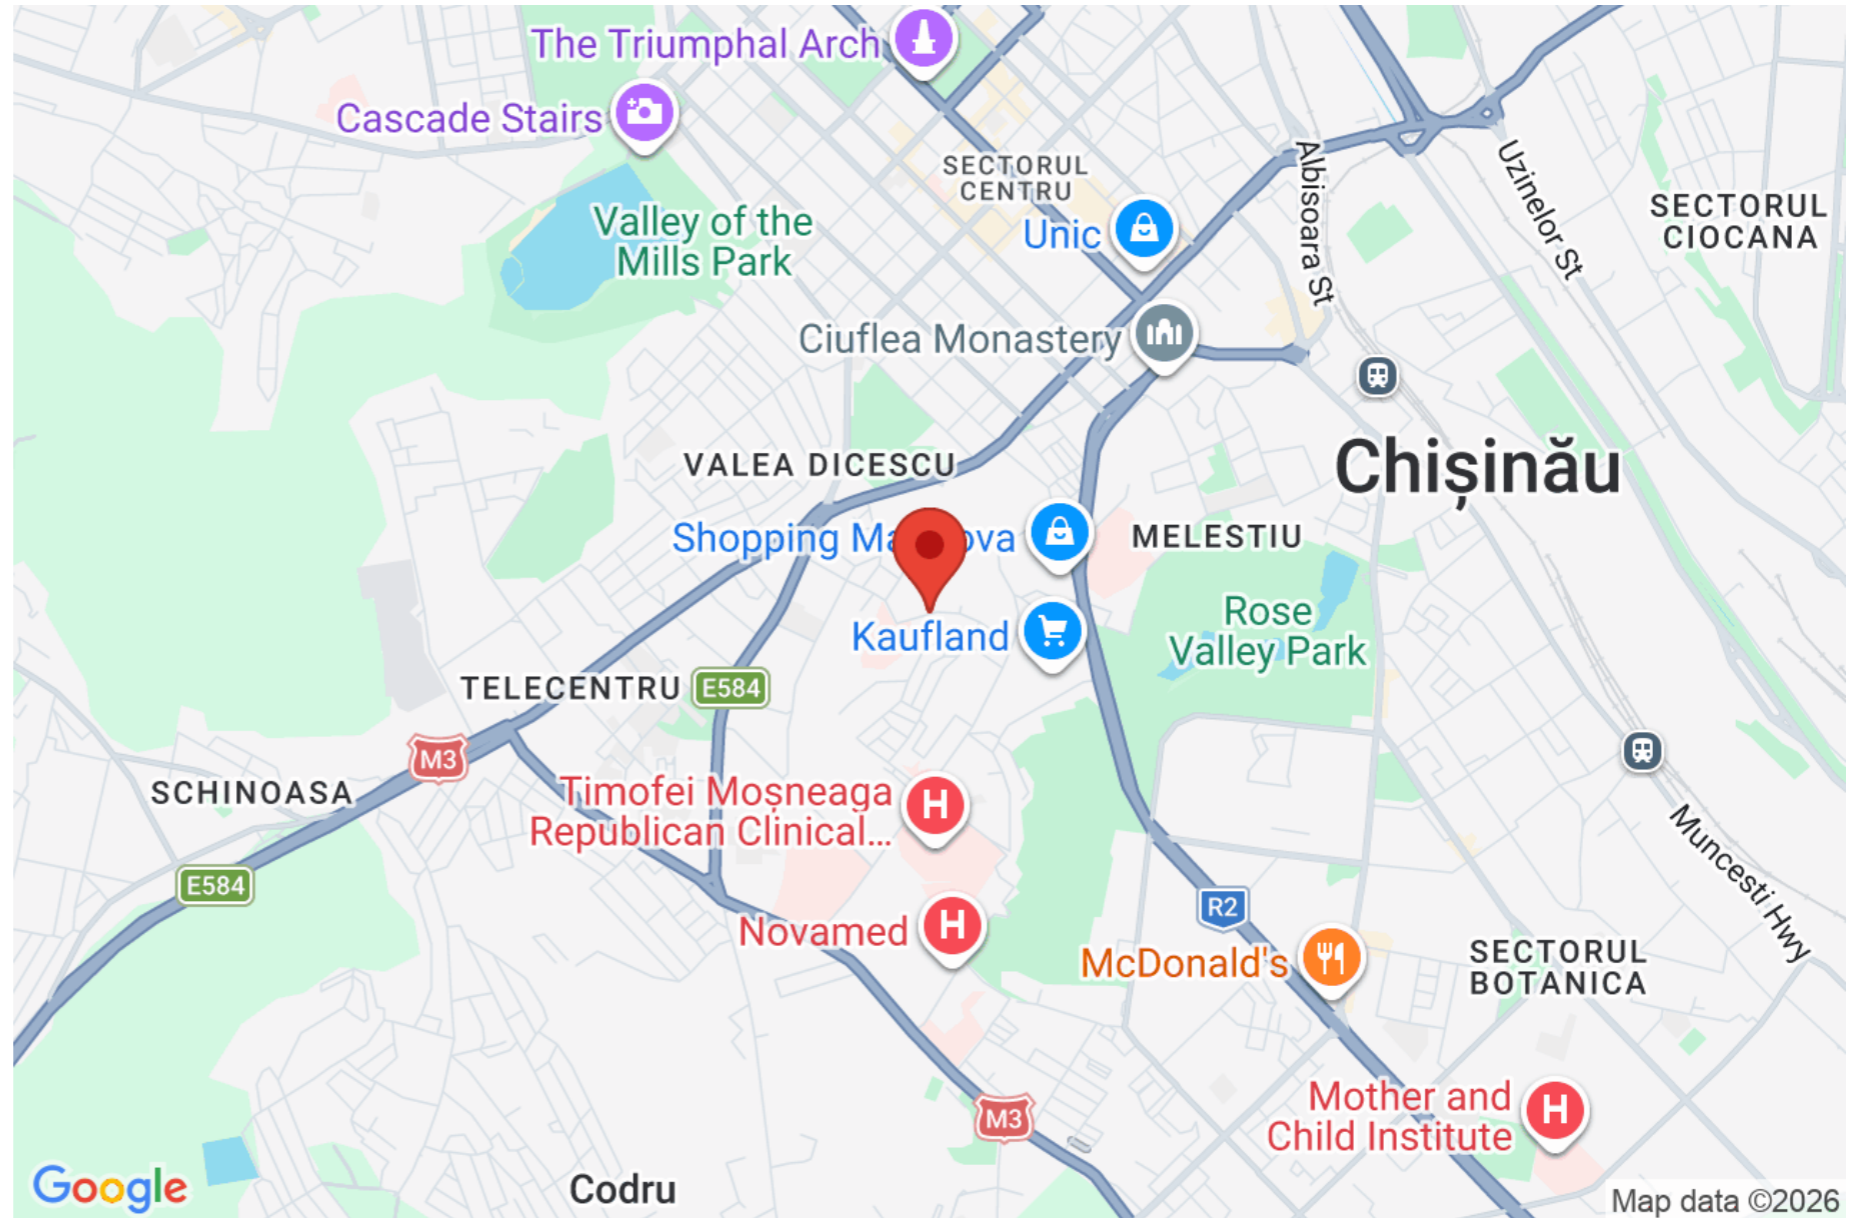 The Triumphal Arch
Cascade Stairs
SECTORUL
CENTRU
Valley of the
Mills Park
Unic
Albisoara St
Uzinelor St
SECTORUL
CIOCANA
Ciuflea Monastery
VALEA DICESCU
Chișinău
Shopping Ma ova
MELESTIU
Rose
Valley Park
Kaufland
TELECENTRU
E584
M3
SCHINOASA
Timofei Moșneaga
Republican Clinical...
E584
Novamed
R2
McDonald's
Muncesti Hwy
SECTORUL
BOTANICA
M3
Mother and
Child Institute
Codru
Google
Map data ©2026